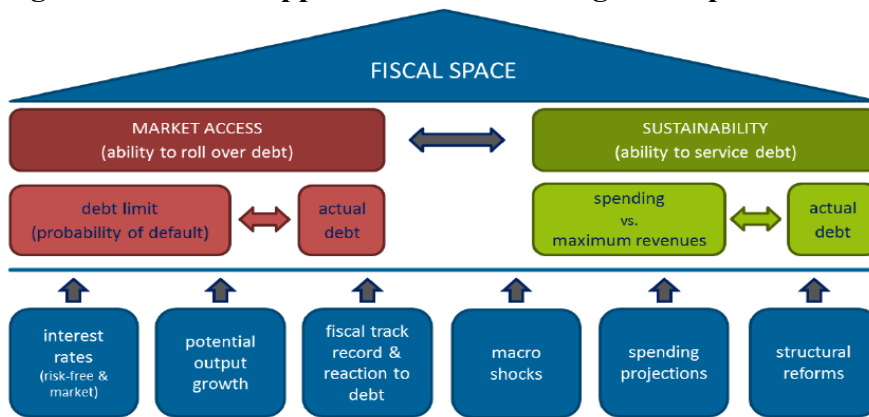 FISCAL SPACE
MARKET ACCESS
(ability to roll over debt)
SUSTAINABILITY
(ability to service debt)
debt limit
(probability of default)
actual
debt
spending
vs.
maximum revenues
actual
debt
interest
rates
(risk-free &
market)
potential
output
growth
fiscal track
record &
reaction to
debt
macro
shocks
spending
projections
structural
reforms